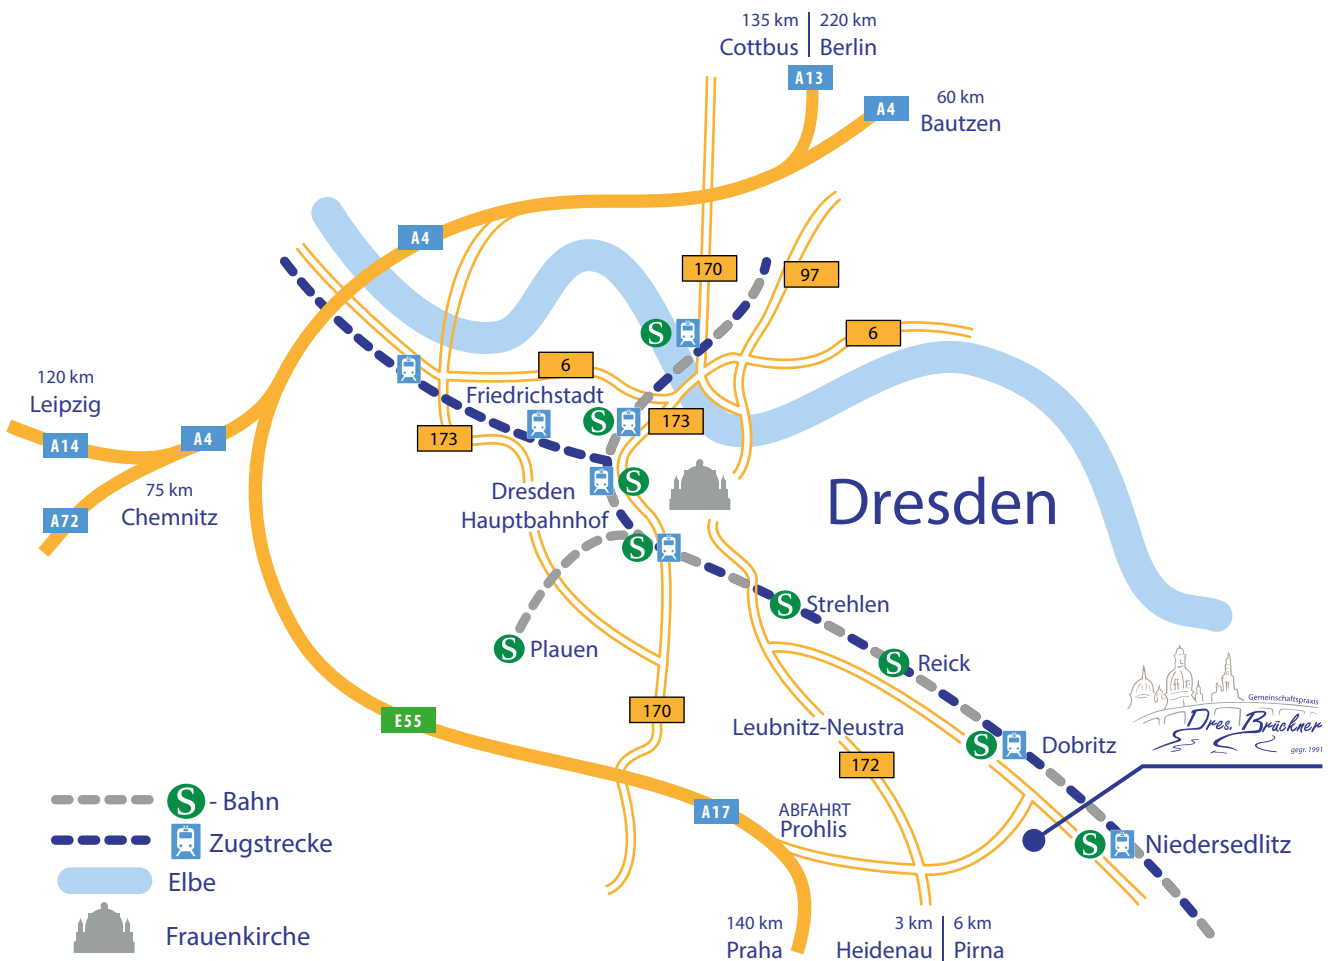 135 km | 220 km
Cottbus | Berlin
A13
A4
60 km
Bautzen
A4
170
97
6
S
6
120 km
Leipzig
Friedrichstadt
S
173
173
A14
A4
75 km
Chemnitz
A72
Dresden
Hauptbahnhof
S
Dresden
S
S Strehlen
S Plauen
S Reick
Gemeinschaftspraxis
Dres. Brückner
gegr. 1991
170
E55
Leubnitz-Neustra
S
Dobritz
172
S - Bahn
A17
ABFAHRT
Prohlis
Zugstrecke
S
Niedersedlitz
Elbe
Frauenkirche
140 km
Praha
3 km | 6 km
Heidenau | Pirna